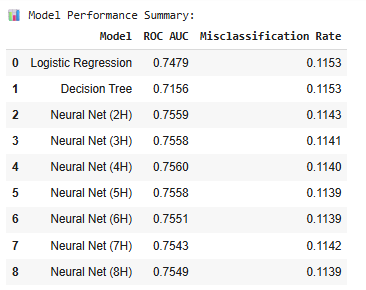 Model Performance Summary:
Model ROC AUC Misclassification Rate
0 Logistic Regression 0.7479 0.1153
1 Decision Tree 0.7156 0.1153
2 Neural Net (2H) 0.7559 0.1143
3 Neural Net (3H) 0.7558 0.1141
4 Neural Net (4H) 0.7560 0.1140
5 Neural Net (5H) 0.7558 0.1139
6 Neural Net (6H) 0.7551 0.1139
7 Neural Net (7H) 0.7543 0.1142
8 Neural Net (8H) 0.7549 0.1139